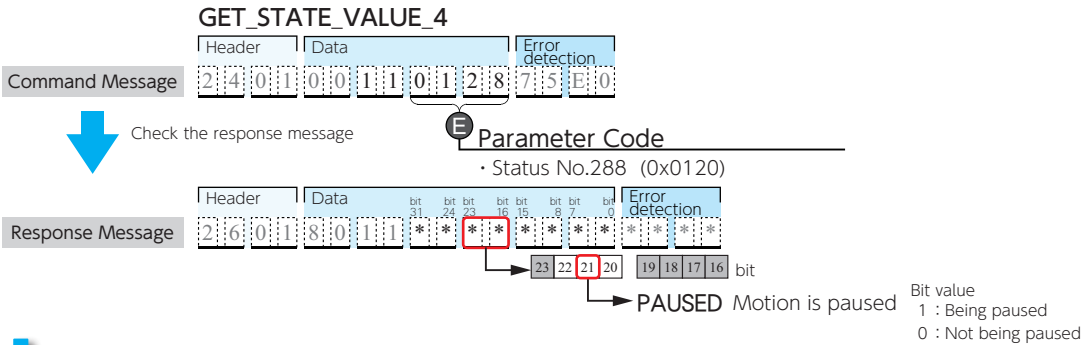 GET_STATE_VALUE_4
Header Data Error detection
Command Message 2 4 0 1 0 0 1 1 0 1 2 8 7 5 E 0
Check the response message
E Parameter Code
・Status No.288 (0x0120)
Header Data bit 31 bit 24 bit 23 bit 16 bit 15 bit 8 bit 7 bit 0 Error detection
Response Message 2 6 0 1 8 0 1 1 * * * * * * * * * * * *
23 22 21 20 19 18 17 16 bit
PAUSED Motion is paused
Bit value
1 : Being paused
0 : Not being paused